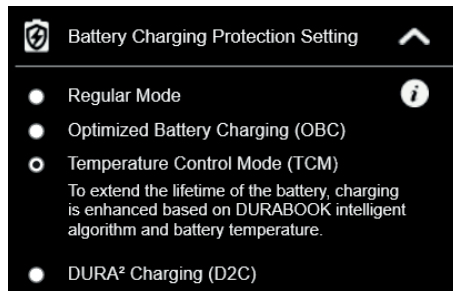 Battery Charging Protection Setting
i
Regular Mode
Optimized Battery Charging (OBC)
Temperature Control Mode (TCM)
To extend the lifetime of the battery, charging
is enhanced based on DURABOOK intelligent
algorithm and battery temperature.
DURA² Charging (D2C)